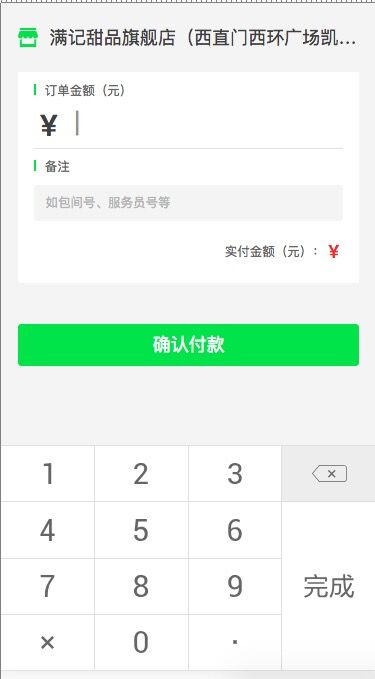 满记甜品旗舰店（西直门西环广场凯...
订单金额（元）
¥
备注
如包间号、服务员号等
实付金额（元）： ¥
确认付款
1 2 3
4 5 6
7 8 9 完成
× 0 ·